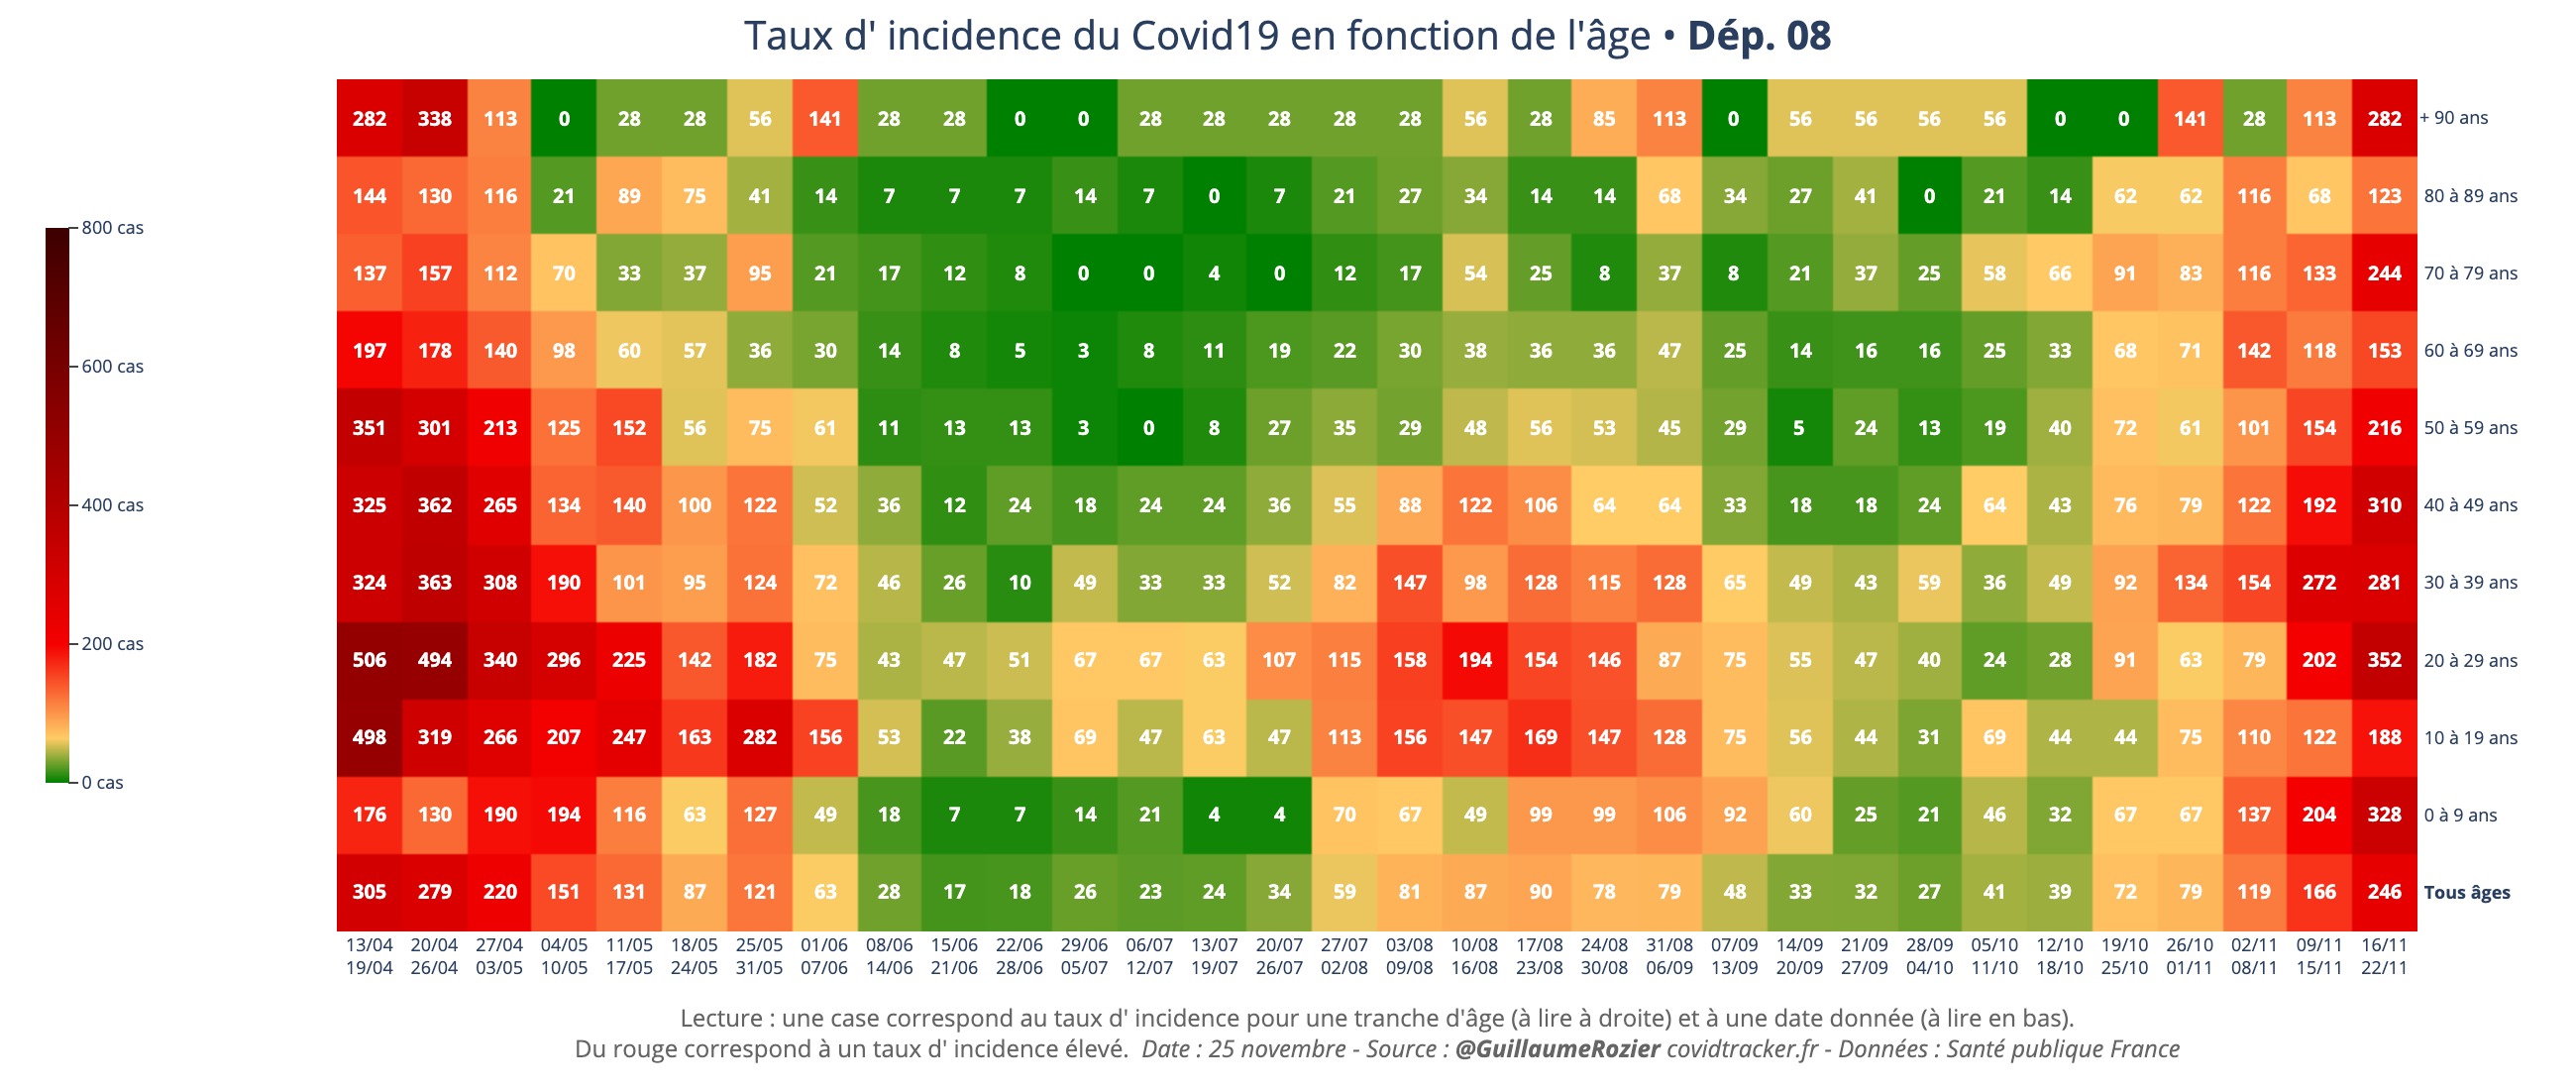 Taux d' incidence du Covid19 en fonction de l'âge • Dép. 08
282 338 113 0 28 28 56 141 28 28 0 0 28 28 28 28 28 56 28 85 113 0 56 56 56 56 0 0 141 28 113 282 + 90 ans
144 130 116 21 89 75 41 14 7 7 7 14 7 0 7 21 27 34 14 14 68 34 27 41 0 21 14 62 62 116 68 123 80 à 89 ans
137 157 112 70 33 37 95 21 17 12 8 0 0 4 0 12 17 54 25 8 37 8 21 37 25 58 66 91 83 116 133 244 70 à 79 ans
197 178 140 98 60 57 36 30 14 8 5 3 8 11 19 22 30 38 36 36 47 25 14 16 16 25 33 68 71 142 118 153 60 à 69 ans
351 301 213 125 152 56 75 61 11 13 13 3 0 8 27 35 29 48 56 53 45 29 5 24 13 19 40 72 61 101 154 216 50 à 59 ans
325 362 265 134 140 100 122 52 36 12 24 18 24 24 36 55 88 122 106 64 64 33 18 18 24 64 43 76 79 122 192 310 40 à 49 ans
324 363 308 190 101 95 124 72 46 26 10 49 33 33 52 82 147 98 128 115 128 65 49 43 59 36 49 92 134 154 272 281 30 à 39 ans
506 494 340 296 225 142 182 75 43 47 51 67 67 63 107 115 158 194 154 146 87 75 55 47 40 24 28 91 63 79 202 352 20 à 29 ans
498 319 266 207 247 163 282 156 53 22 38 69 47 63 47 113 156 147 169 147 128 75 56 44 31 69 44 44 75 110 122 188 10 à 19 ans
176 130 190 194 116 63 127 49 18 7 7 14 21 4 4 70 67 49 99 99 106 92 60 25 21 46 32 67 67 137 204 328 0 à 9 ans
305 279 220 151 131 87 121 63 28 17 18 26 23 24 34 59 81 87 90 78 79 48 33 32 27 41 39 72 79 119 166 246 Tous âges
13/04 20/04 27/04 04/05 11/05 18/05 25/05 01/06 08/06 15/06 22/06 29/06 06/07 13/07 20/07 27/07 03/08 10/08 17/08 24/08 31/08 07/09 14/09 21/09 28/09 05/10 12/10 19/10 26/10 02/11 09/11 16/11
19/04 26/04 03/05 10/05 17/05 24/05 31/05 07/06 14/06 21/06 28/06 05/07 12/07 19/07 26/07 02/08 09/08 16/08 23/08 30/08 06/09 13/09 20/09 27/09 04/10 11/10 18/10 25/10 01/11 08/11 15/11 22/11
800 cas
600 cas
400 cas
200 cas
0 cas
Lecture : une case correspond au taux d' incidence pour une tranche d'âge (à lire à droite) et à une date donnée (à lire en bas).
Du rouge correspond à un taux d' incidence élevé. Date : 25 novembre - Source : @GuillaumeRozier covidtracker.fr - Données : Santé publique France